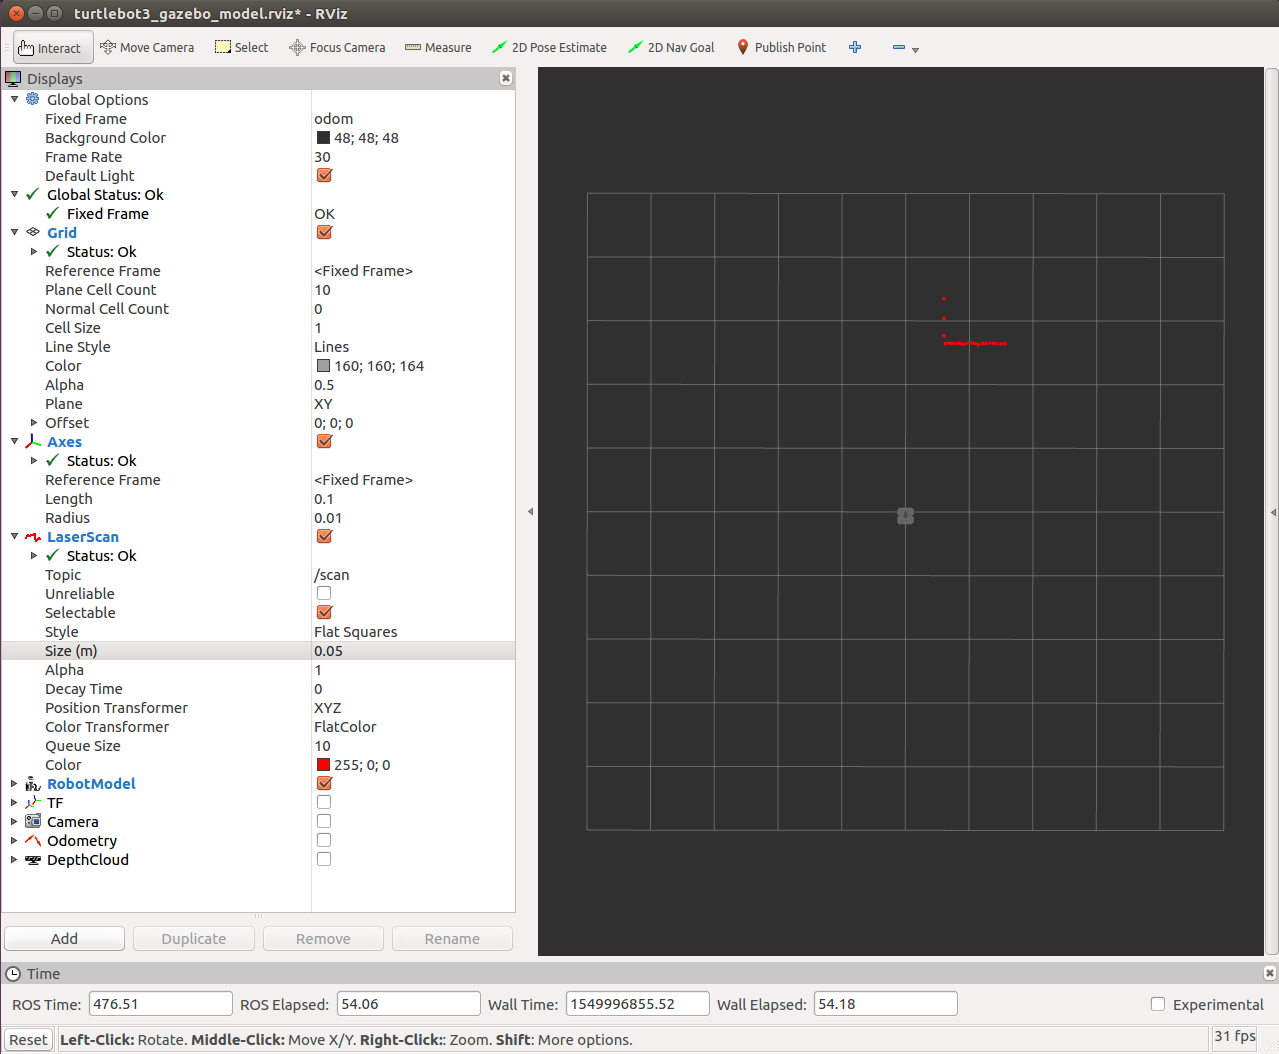 turtlebot3_gazebo_model.rviz* - RViz
Interact Move Camera Select Focus Camera Measure 2D Pose Estimate 2D Nav Goal Publish Point
Displays
Global Options
Fixed Frame odom
Background Color 48; 48; 48
Frame Rate 30
Default Light
Global Status: Ok
Fixed Frame OK
Grid
Status: Ok
Reference Frame <Fixed Frame>
Plane Cell Count 10
Normal Cell Count 0
Cell Size 1
Line Style Lines
Color 160; 160; 164
Alpha 0.5
Plane XY
Offset 0; 0; 0
Axes
Status: Ok
Reference Frame <Fixed Frame>
Length 0.1
Radius 0.01
LaserScan
Status: Ok
Topic /scan
Unreliable
Selectable
Style Flat Squares
Size (m) 0.05
Alpha 1
Decay Time 0
Position Transformer XYZ
Color Transformer FlatColor
Queue Size 10
Color 255; 0; 0
RobotModel
TF
Camera
Odometry
DepthCloud
Add Duplicate Remove Rename
Time
ROS Time: 476.51 ROS Elapsed: 54.06 Wall Time: 1549996855.52 Wall Elapsed: 54.18 Experimental
Reset Left-Click: Rotate. Middle-Click: Move X/Y. Right-Click:: Zoom. Shift: More options. 31 fps